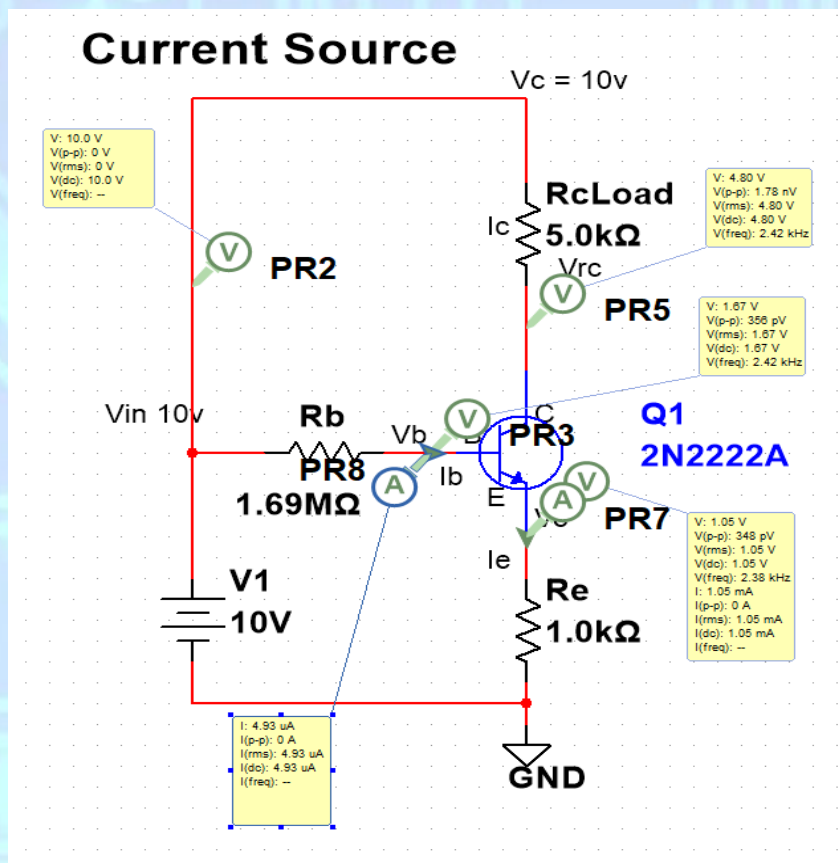 Current Source
Vc = 10v
V: 10.0 V
V(p-p): 0 V
V(rms): 0 V
V(dc): 10.0 V
V(freq): --
V
PR2
Ic
RcLoad
5.0kΩ
Vrc
V
PR5
V: 4.80 V
V(p-p): 1.78 nV
V(rms): 4.80 V
V(dc): 4.80 V
V(freq): 2.42 kHz
V: 1.67 V
V(p-p): 356 pV
V(rms): 1.67 V
V(dc): 1.67 V
V(freq): 2.42 kHz
Vin 10v
Rb
PR8
1.69MΩ
Vb
V
B
C
PR3
Ib
A
E
Q1
2N2222A
V
A
PR7
Ie
V: 1.05 V
V(p-p): 348 pV
V(rms): 1.05 V
V(dc): 1.05 V
V(freq): 2.38 kHz
I: 1.05 mA
I(p-p): 0 A
I(rms): 1.05 mA
I(dc): 1.05 mA
I(freq): --
V1
10V
Re
1.0kΩ
I: 4.93 uA
I(p-p): 0 A
I(rms): 4.93 uA
I(dc): 4.93 uA
I(freq): --
GND